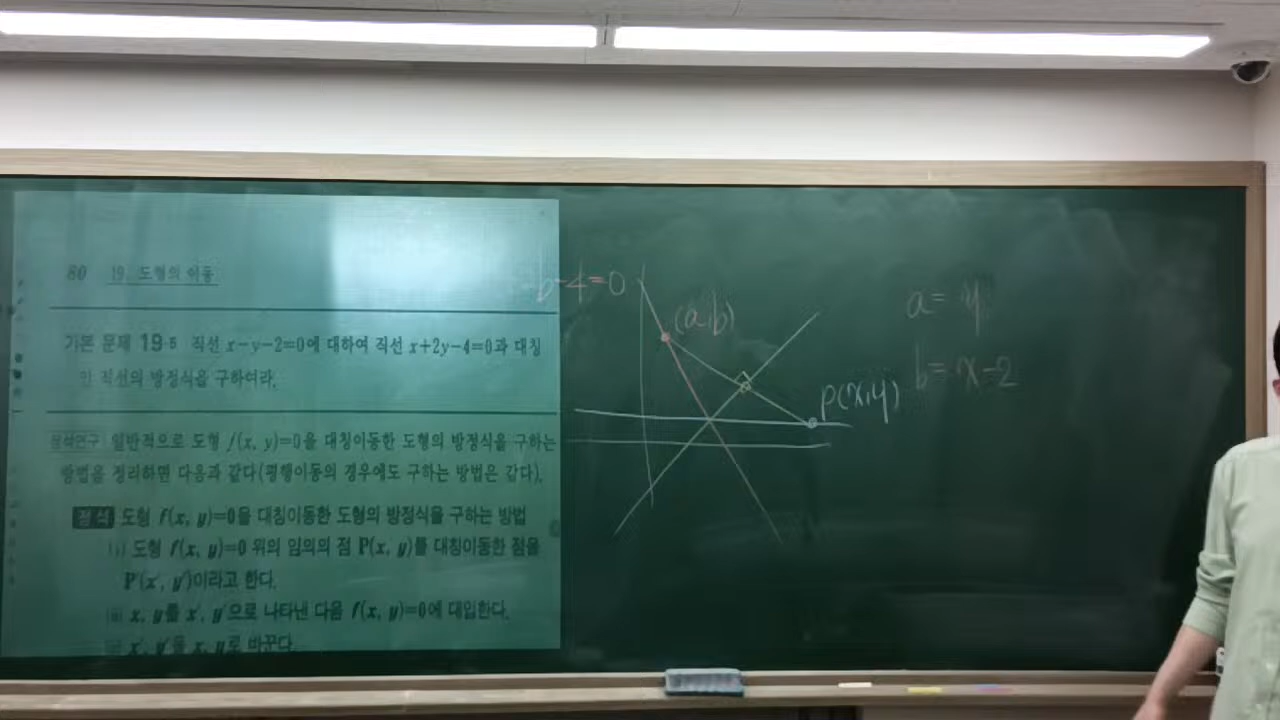 80 19. 도형의 이동
기본 문제 19·5 직선 x−y−2=0에 대하여 직선 x+2y−4=0과 대칭
인 직선의 방정식을 구하여라.
정석연구 일반적으로 도형 f(x, y)=0을 대칭이동한 도형의 방정식을 구하는
방법을 정리하면 다음과 같다(평행이동의 경우에도 구하는 방법은 같다).
정석 도형 f(x, y)=0을 대칭이동한 도형의 방정식을 구하는 방법
(i) 도형 f(x, y)=0 위의 임의의 점 P(x, y)를 대칭이동한 점을
P′(x′, y′)이라고 한다.
(ii) x, y를 x′, y′으로 나타낸 다음 f(x, y)=0에 대입한다.
x′, y′을 x, y로 바꾼다.
b-4=0
(a,b)
P(x,y)
a= y
b= x-2